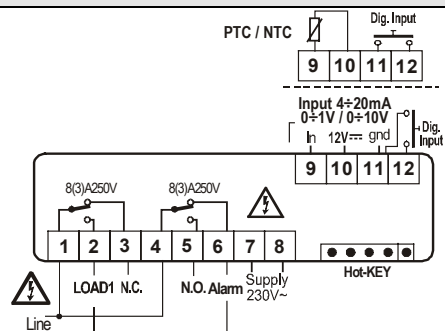 PTC / NTC
Dig. Input
9 10 11 12
Input 4÷20mA
0÷1V / 0÷10V
In 12V⎓ gnd
Dig.
Input
9 10 11 12
8(3)A250V 8(3)A250V
1 2 3 4 5 6 7 8
LOAD1 N.C. N.O. Alarm Supply
230V~
Hot-KEY
Line